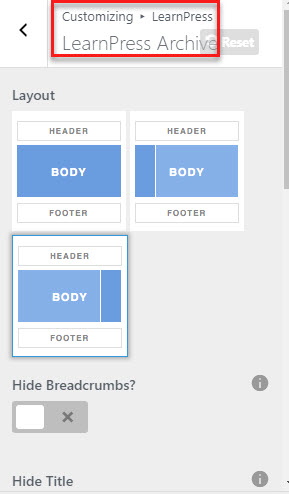 Customizing ▸ LearnPress
LearnPress Archive
Reset
Layout
HEADER
HEADER
BODY
BODY
FOOTER
FOOTER
HEADER
BODY
FOOTER
Hide Breadcrumbs?
Hide Title